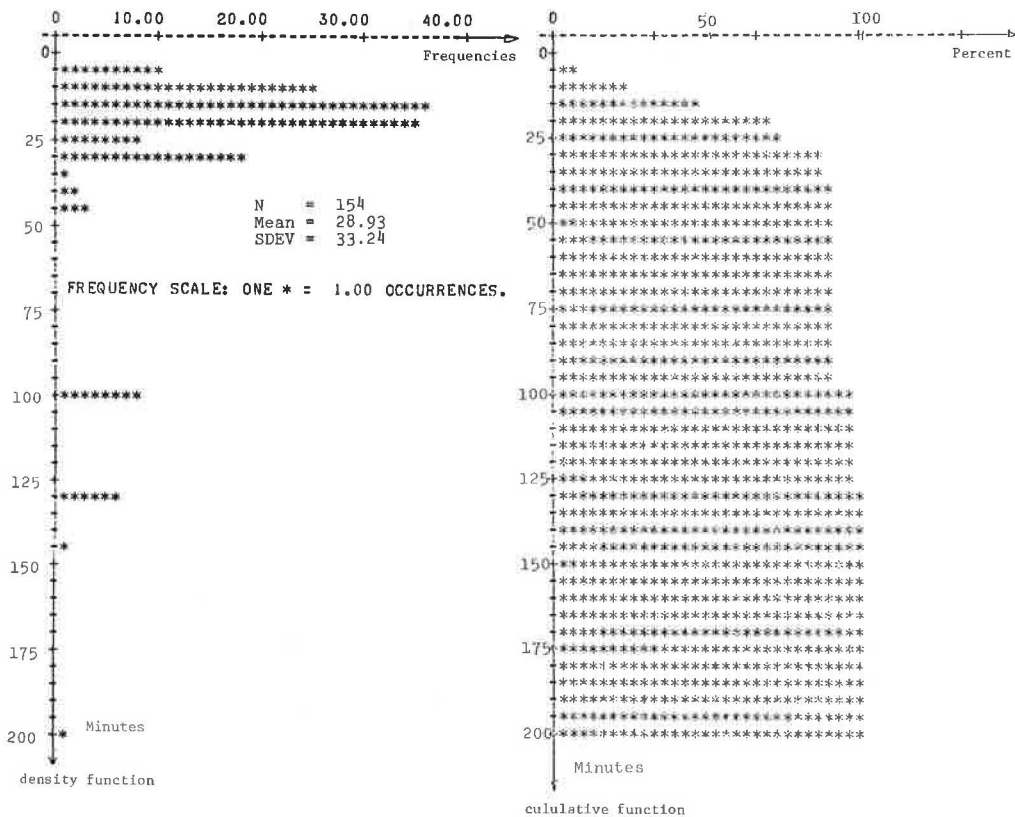 0 10.00 20.00 30.00 40.00
Frequencies
0
25
50
75
100
125
150
175
200
N = 154
Mean = 28.93
SDEV = 33.24
FREQUENCY SCALE: ONE * = 1.00 OCCURRENCES.
Minutes
density function
0 50 100
Percent
0
25
50
75
100
125
150
175
200
Minutes
cululative function